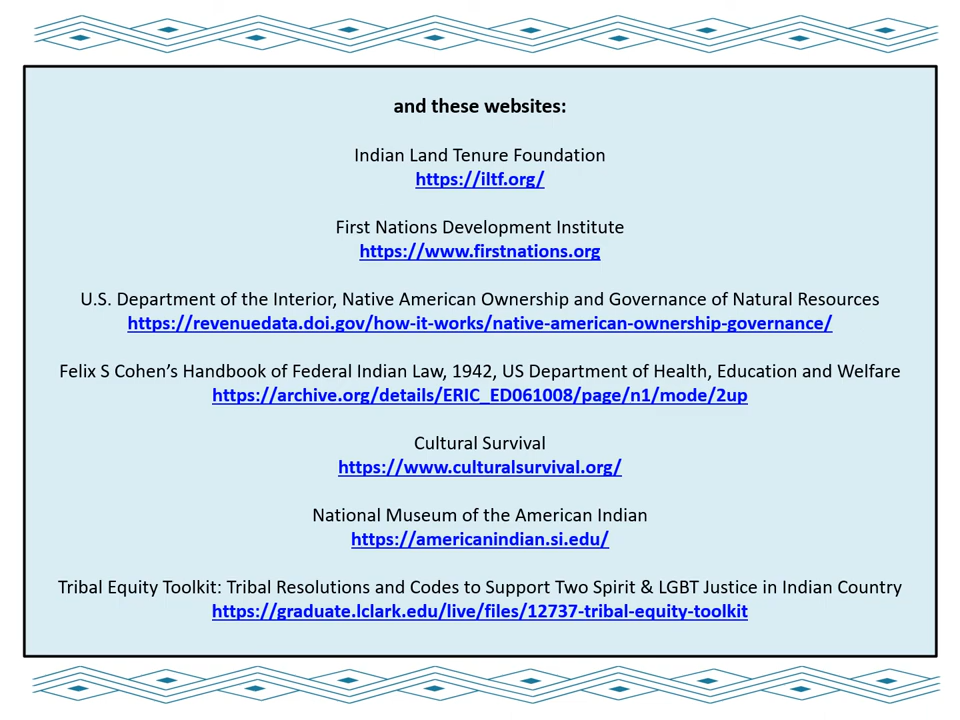 and these websites:
Indian Land Tenure Foundation
https://iltf.org/
First Nations Development Institute
https://www.firstnations.org
U.S. Department of the Interior, Native American Ownership and Governance of Natural Resources
https://revenuedata.doi.gov/how-it-works/native-american-ownership-governance/
Felix S Cohen’s Handbook of Federal Indian Law, 1942, US Department of Health, Education and Welfare
https://archive.org/details/ERIC_ED061008/page/n1/mode/2up
Cultural Survival
https://www.culturalsurvival.org/
National Museum of the American Indian
https://americanindian.si.edu/
Tribal Equity Toolkit: Tribal Resolutions and Codes to Support Two Spirit & LGBT Justice in Indian Country
https://graduate.lclark.edu/live/files/12737-tribal-equity-toolkit